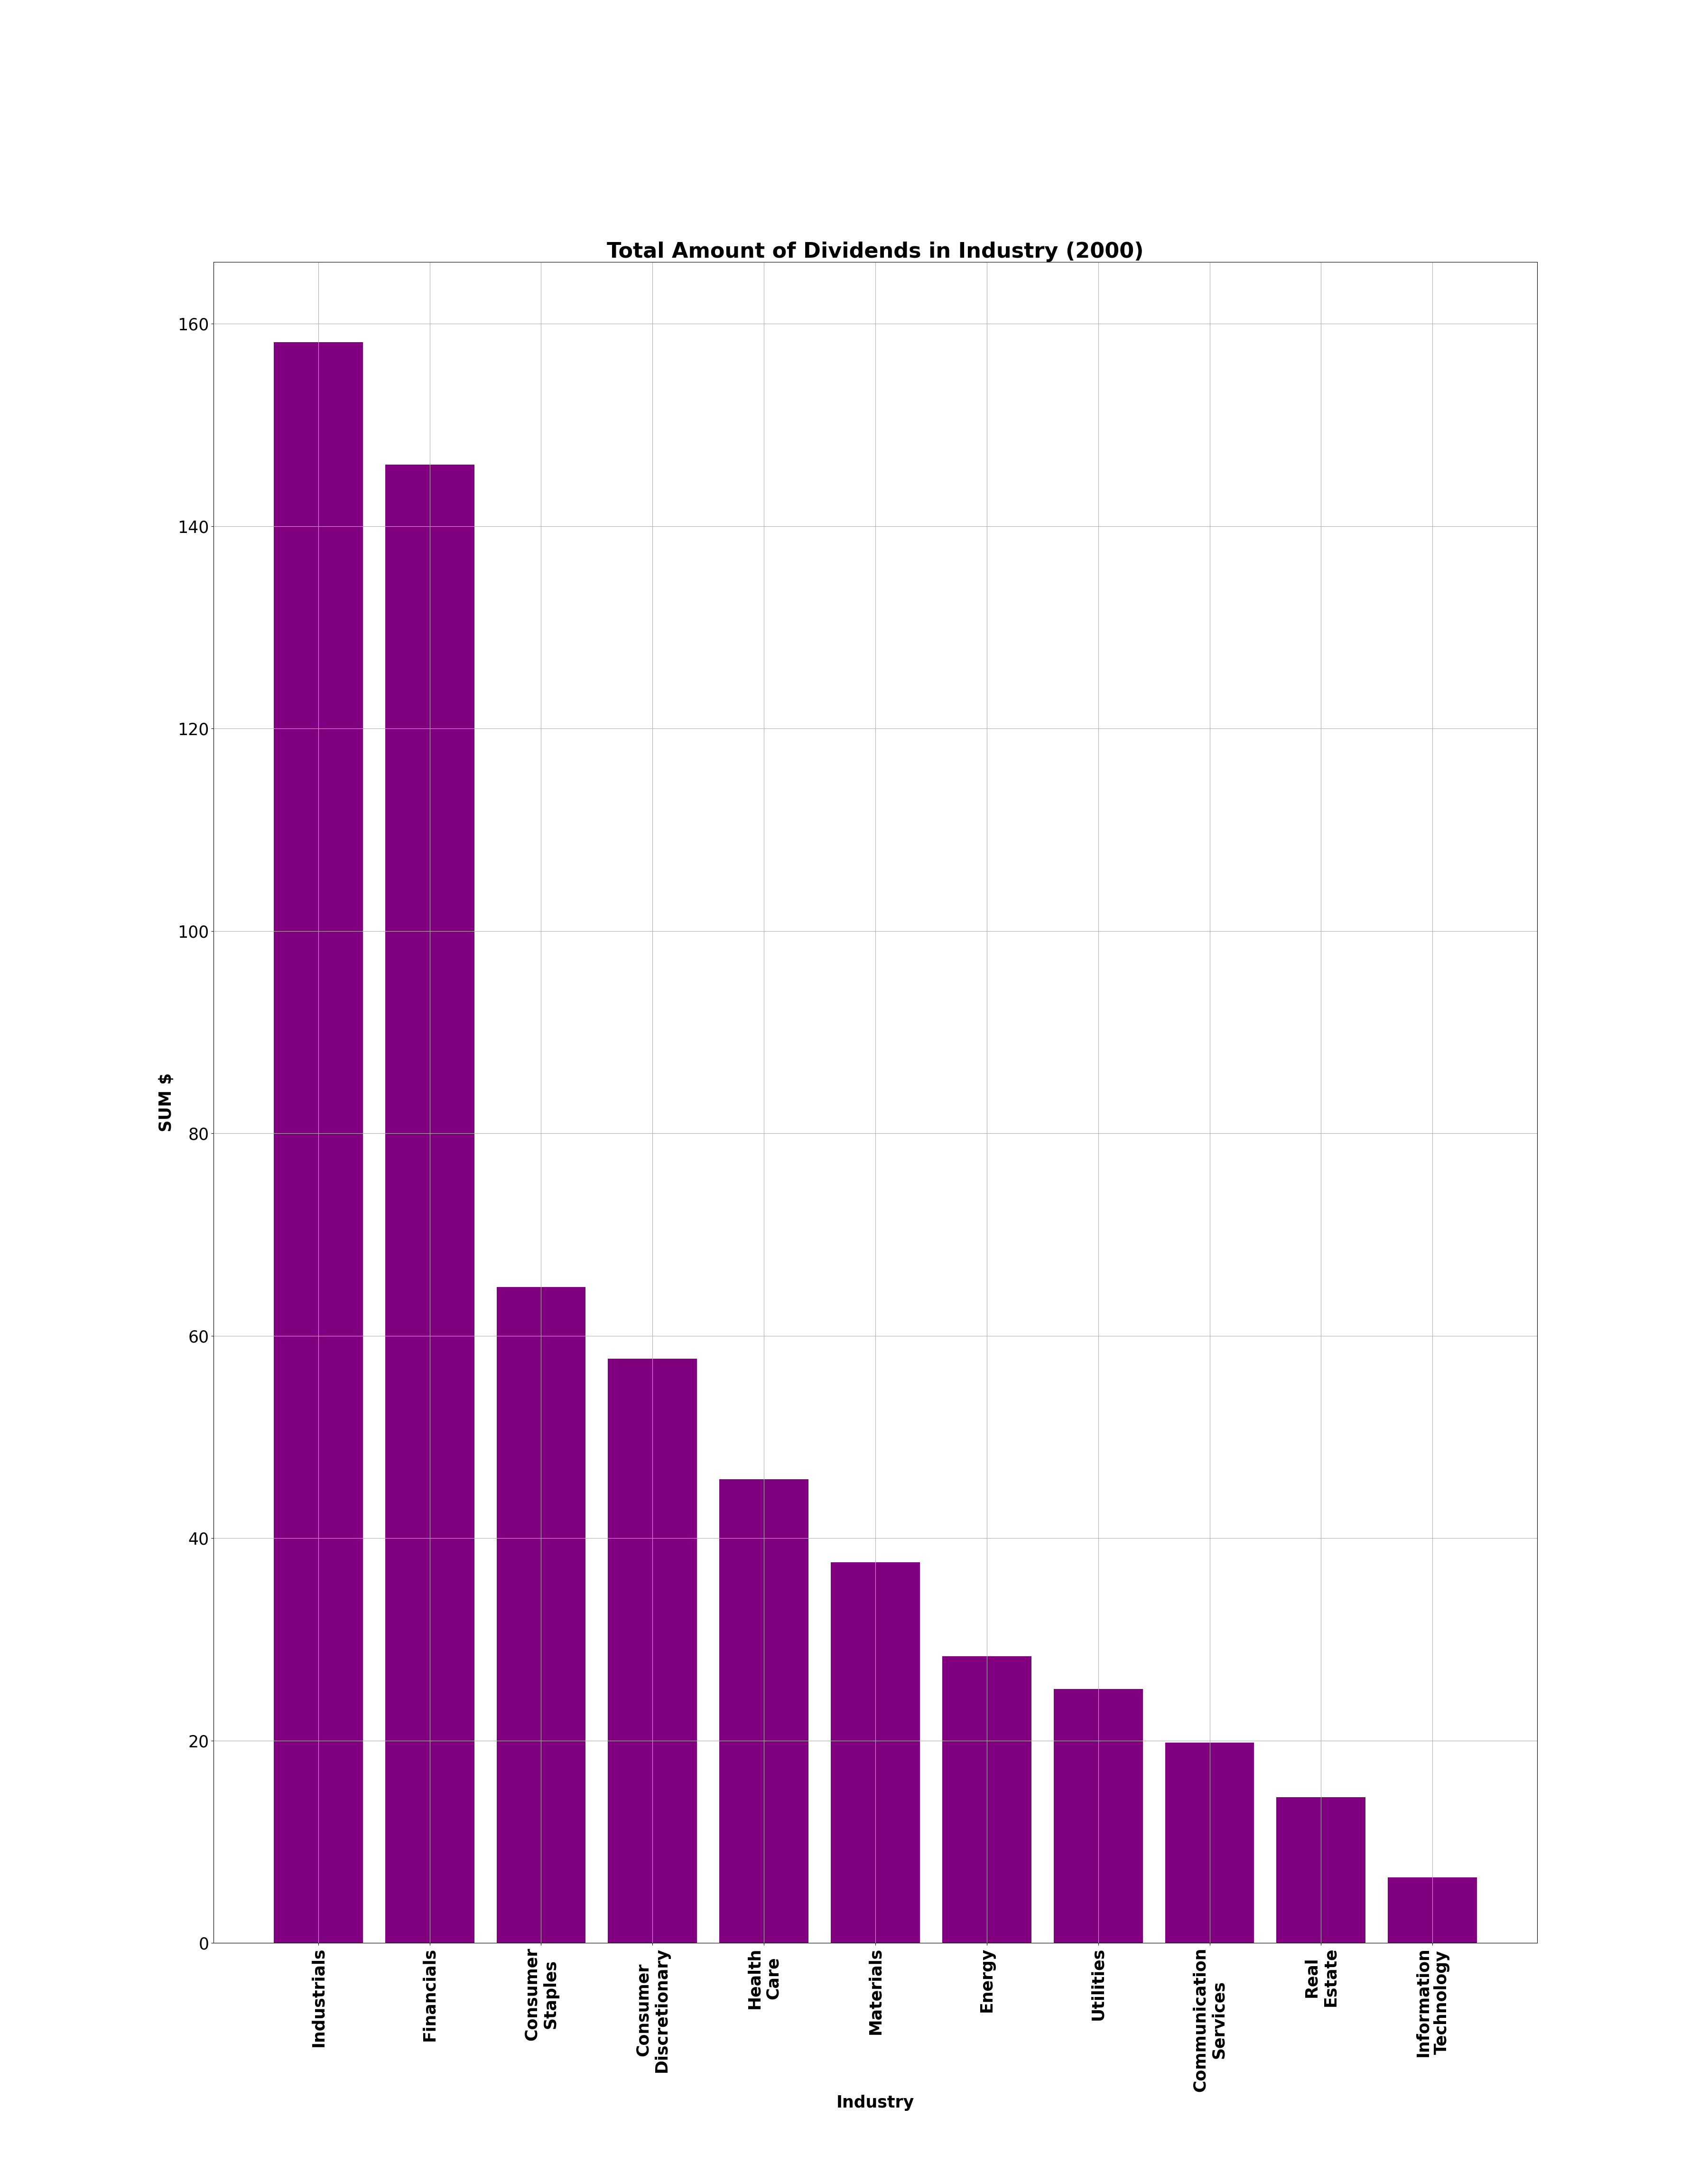 Total Amount of Dividends in Industry (2000)
SUM $
160
140
120
100
80
60
40
20
0
Industrials
Financials
Consumer
Staples
Consumer
Discretionary
Health
Care
Materials
Energy
Utilities
Communication
Services
Real
Estate
Information
Technology
Industry